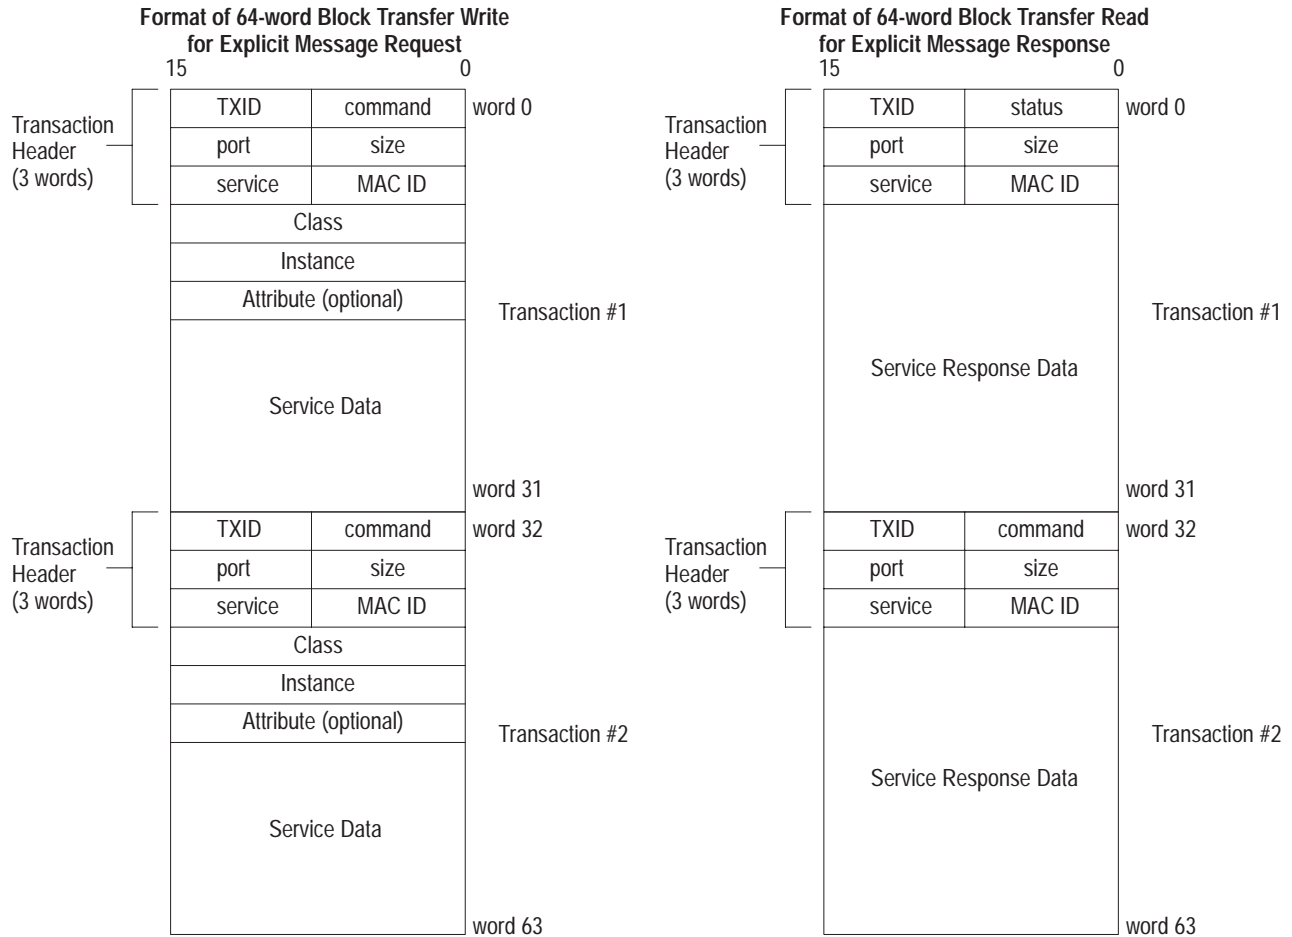 Format of 64-word Block Transfer Write
for Explicit Message Request
15 0
Transaction
Header
(3 words)
TXID command word 0
port size
service MAC ID
Class
Instance
Attribute (optional)
Transaction #1
Service Data
word 31
Transaction
Header
(3 words)
TXID command word 32
port size
service MAC ID
Class
Instance
Attribute (optional)
Transaction #2
Service Data
word 63
Format of 64-word Block Transfer Read
for Explicit Message Response
15 0
Transaction
Header
(3 words)
TXID status word 0
port size
service MAC ID
Transaction #1
Service Response Data
word 31
Transaction
Header
(3 words)
TXID command word 32
port size
service MAC ID
Transaction #2
Service Response Data
word 63